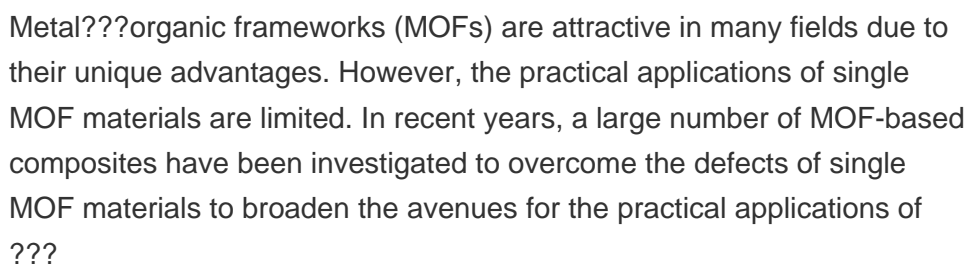 Metal???organic frameworks (MOFs) are attractive in many fields due to
their unique advantages. However, the practical applications of single
MOF materials are limited. In recent years, a large number of MOF-based
composites have been investigated to overcome the defects of single
MOF materials to broaden the avenues for the practical applications of
???